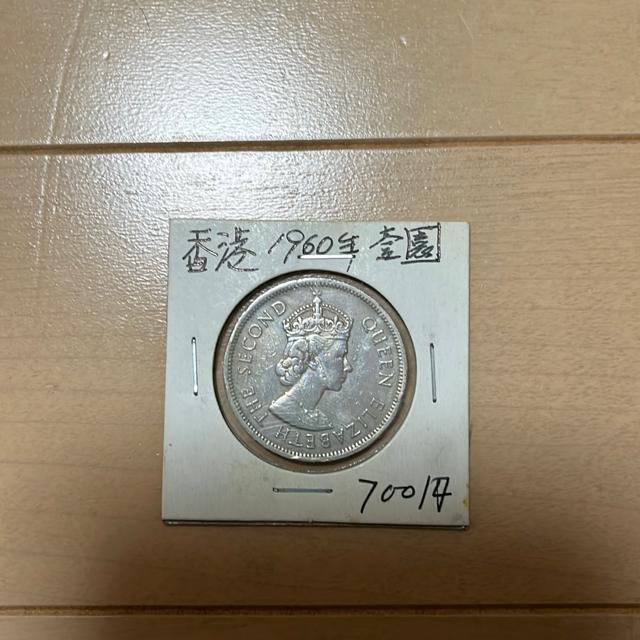 香港 1960年 壹圓
QUEEN ELIZABETH THE SECOND
700円